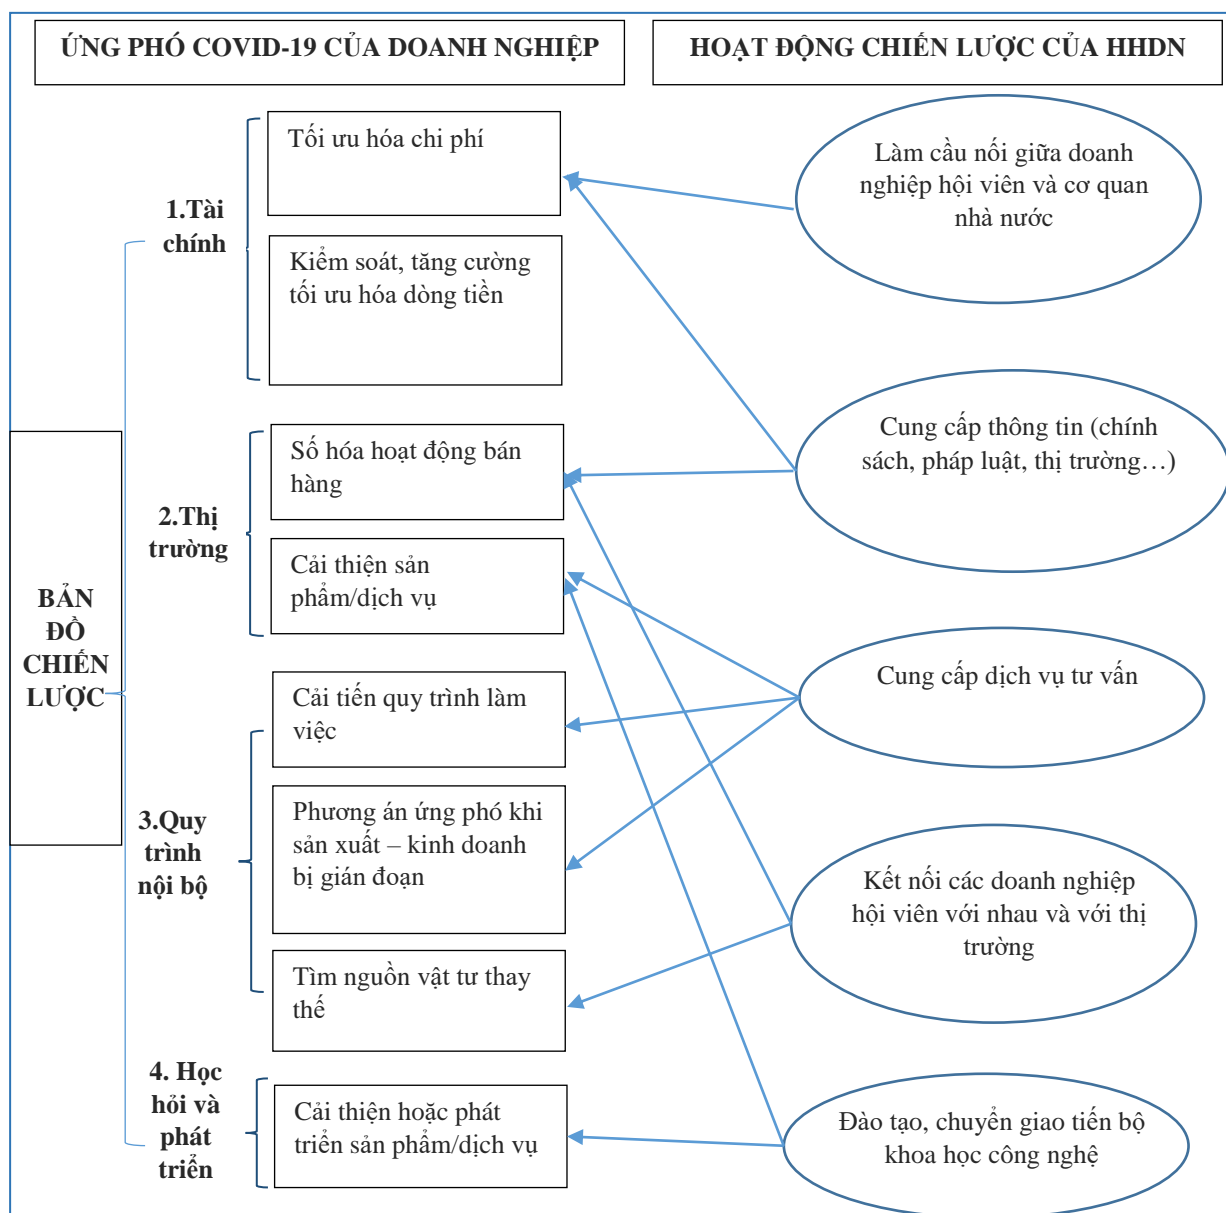 ỨNG PHÓ COVID-19 CỦA DOANH NGHIỆP
HOẠT ĐỘNG CHIẾN LƯỢC CỦA HHDN
BẢN
ĐỒ
CHIẾN
LƯỢC
1.Tài
chính
Tối ưu hóa chi phí
Kiểm soát, tăng cường
tối ưu hóa dòng tiền
2.Thị
trường
Số hóa hoạt động bán
hàng
Cải thiện sản
phẩm/dịch vụ
3.Quy
trình
nội bộ
Cải tiến quy trình làm
việc
Phương án ứng phó khi
sản xuất – kinh doanh
bị gián đoạn
Tìm nguồn vật tư thay
thế
4. Học
hỏi và
phát
triển
Cải thiện hoặc phát
triển sản phẩm/dịch vụ
Làm cầu nối giữa doanh
nghiệp hội viên và cơ quan
nhà nước
Cung cấp thông tin (chính
sách, pháp luật, thị trường…)
Cung cấp dịch vụ tư vấn
Kết nối các doanh nghiệp
hội viên với nhau và với thị
trường
Đào tạo, chuyển giao tiến bộ
khoa học công nghệ